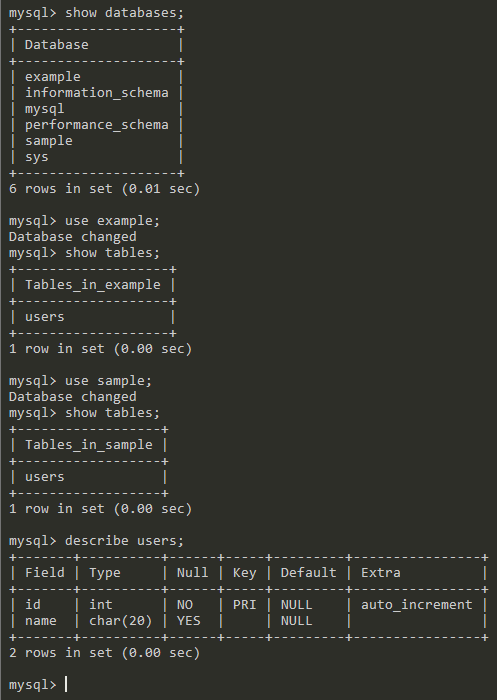 mysql> show databases;
+--------------------+
| Database           |
+--------------------+
| example            |
| information_schema |
| mysql              |
| performance_schema |
| sample             |
| sys                |
+--------------------+
6 rows in set (0.01 sec)

mysql> use example;
Database changed
mysql> show tables;
+-------------------+
| Tables_in_example |
+-------------------+
| users             |
+-------------------+
1 row in set (0.00 sec)

mysql> use sample;
Database changed
mysql> show tables;
+------------------+
| Tables_in_sample |
+------------------+
| users            |
+------------------+
1 row in set (0.00 sec)

mysql> describe users;
+-------+----------+------+-----+---------+----------------+
| Field | Type     | Null | Key | Default | Extra          |
+-------+----------+------+-----+---------+----------------+
| id    | int      | NO   | PRI | NULL    | auto_increment |
| name  | char(20) | YES  |     | NULL    |                |
+-------+----------+------+-----+---------+----------------+
2 rows in set (0.00 sec)

mysql>